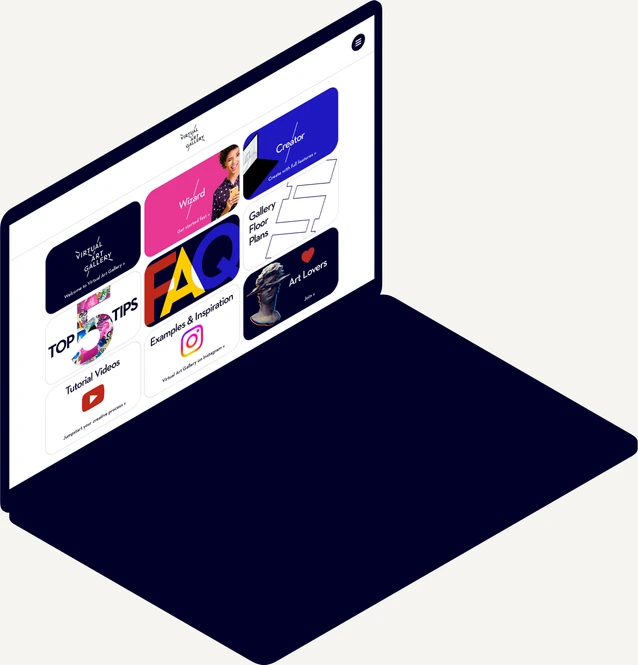 VIRTUAL
ART
GALLERY
VIRTUAL
ART
GALLERY
Welcome to Virtual Art Gallery »
Wizard
Get started fast »
Creator
Create with full features »
TOP 5 TIPS
FAQ
Gallery
Floor
Plans
Tutorial Videos
Jumpstart your creative process »
Examples & Inspiration
Virtual Art Gallery on Instagram »
Art Lovers
Join »